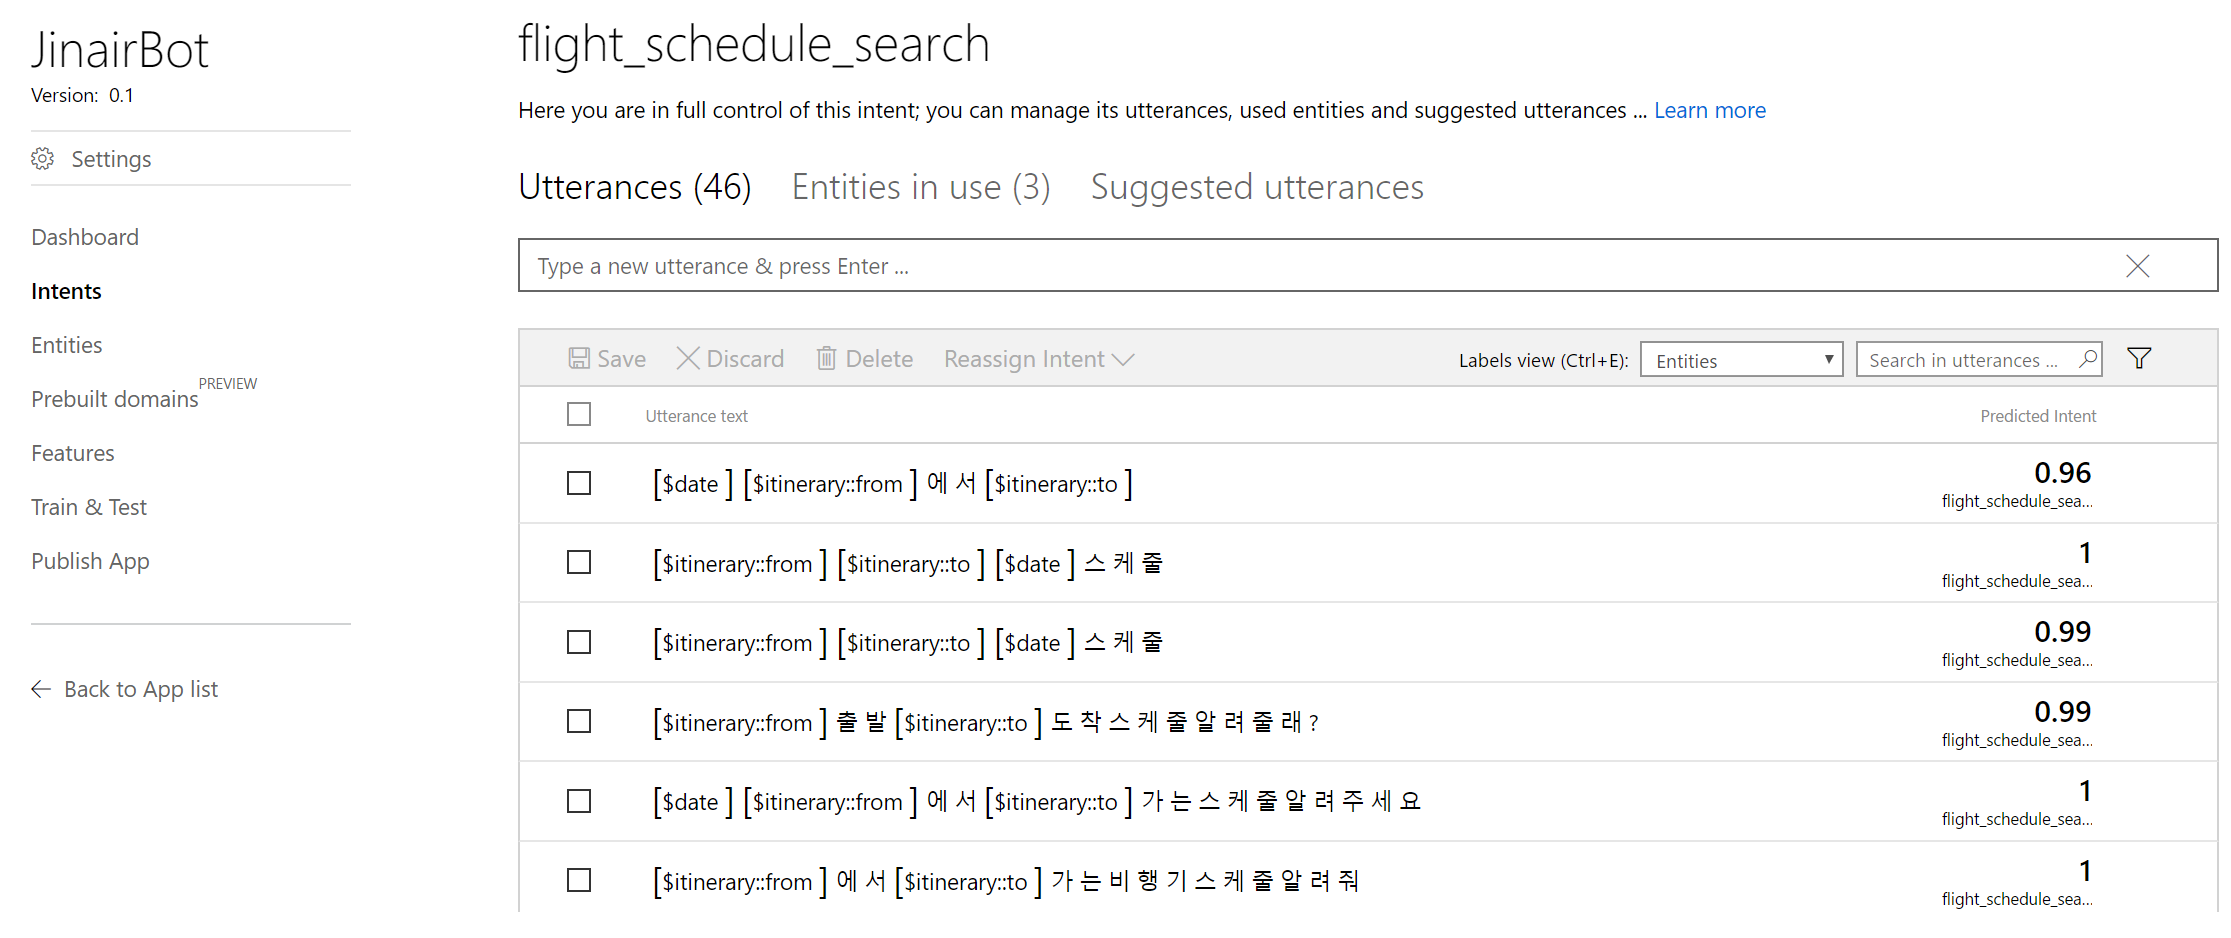 JinairBot
Version: 0.1
Settings
Dashboard
Intents
Entities
Prebuilt domains PREVIEW
Features
Train & Test
Publish App
Back to App list
flight_schedule_search
Here you are in full control of this intent; you can manage its utterances, used entities and suggested utterances ... Learn more
Utterances (46) Entities in use (3) Suggested utterances
Type a new utterance & press Enter ...
Save Discard Delete Reassign Intent Labels view (Ctrl+E): Entities Search in utterances ...
Utterance text Predicted Intent
[$date ] [$itinerary::from ] 에 서 [$itinerary::to ] 0.96
flight_schedule_sea...
[$itinerary::from ] [$itinerary::to ] [$date ] 스 케 줄 1
flight_schedule_sea...
[$itinerary::from ] [$itinerary::to ] [$date ] 스 케 줄 0.99
flight_schedule_sea...
[$itinerary::from ] 출 발 [$itinerary::to ] 도 착 스 케 줄 알 려 줄 래 ? 0.99
flight_schedule_sea...
[$date ] [$itinerary::from ] 에 서 [$itinerary::to ] 가 는 스 케 줄 알 려 주 세 요 1
flight_schedule_sea...
[$itinerary::from ] 에 서 [$itinerary::to ] 가 는 비 행 기 스 케 줄 알 려 줘 1
flight_schedule_sea...